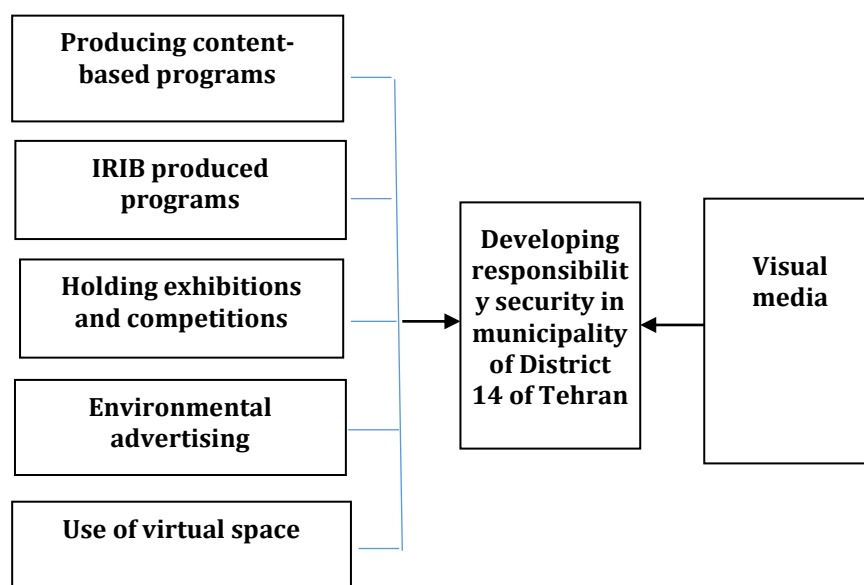 Producing content-
based programs
IRIB produced
programs
Holding exhibitions
and competitions
Environmental
advertising
Use of virtual space
Developing
responsibilit
y security in
municipality
of District
14 of Tehran
Visual
media